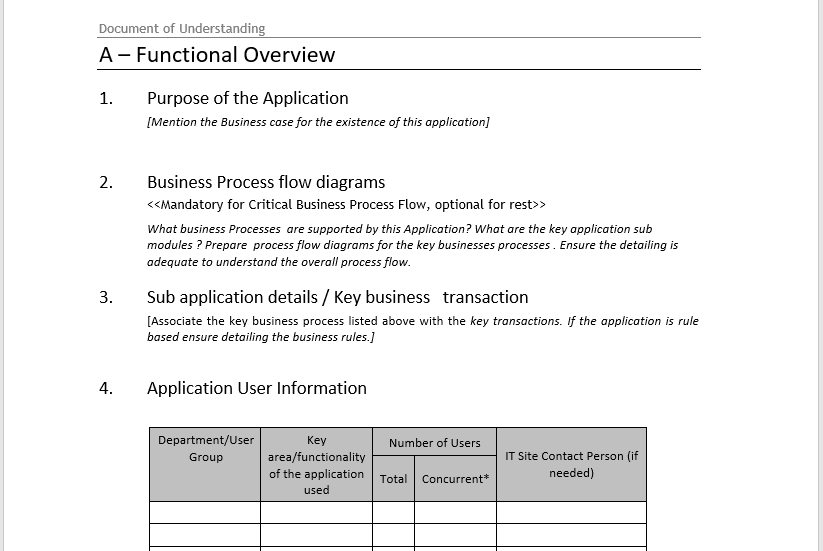 Document of Understanding
A – Functional Overview
1. Purpose of the Application
[Mention the Business case for the existence of this application]
2. Business Process flow diagrams
<<Mandatory for Critical Business Process Flow, optional for rest>>
What business Processes are supported by this Application? What are the key application sub
modules ? Prepare process flow diagrams for the key businesses processes . Ensure the detailing is
adequate to understand the overall process flow.
3. Sub application details / Key business transaction
[Associate the key business process listed above with the key transactions. If the application is rule
based ensure detailing the business rules.]
4. Application User Information
Department/User
Group
Key
area/functionality
of the application
used
Number of Users
Total
Concurrent*
IT Site Contact Person (if
needed)